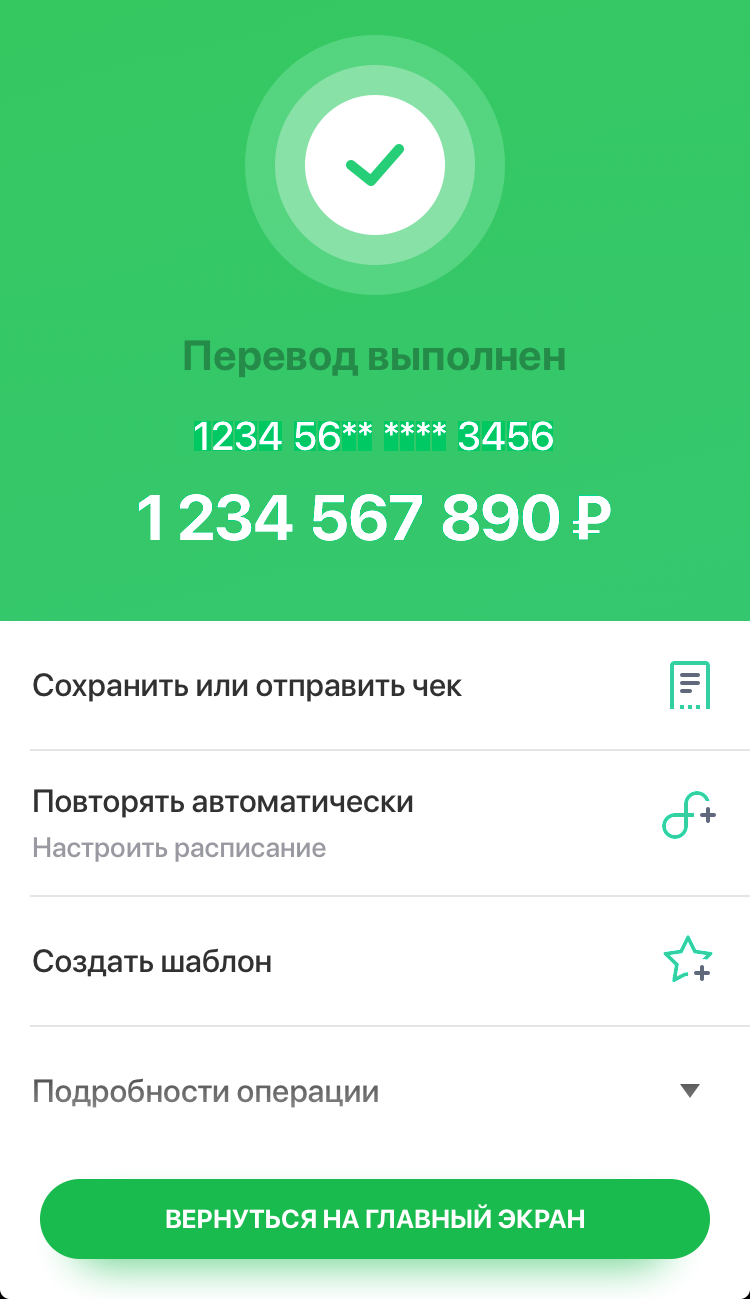 Перевод выполнен
1234 56** **** 3456
1 234 567 890 ₽
Сохранить или отправить чек
Повторять автоматически
Настроить расписание
Создать шаблон
Подробности операции
ВЕРНУТЬСЯ НА ГЛАВНЫЙ ЭКРАН